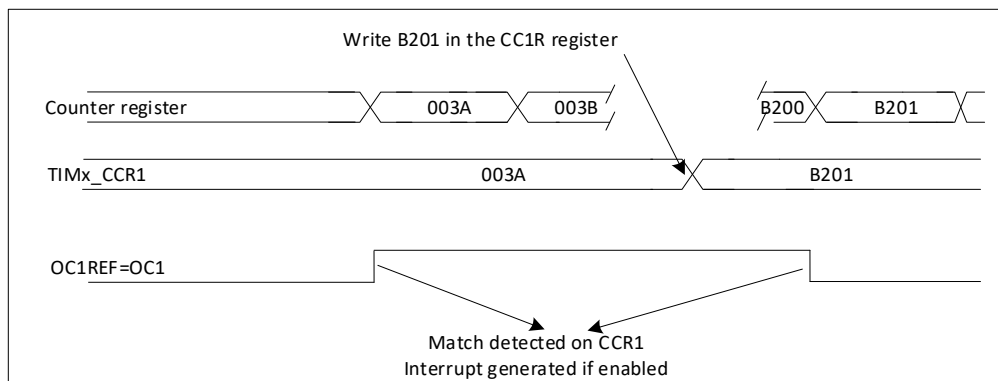 Write B201 in the CC1R register
Counter register 003A 003B B200 B201
TIMx_CCR1 003A B201
OC1REF=OC1
Match detected on CCR1
Interrupt generated if enabled